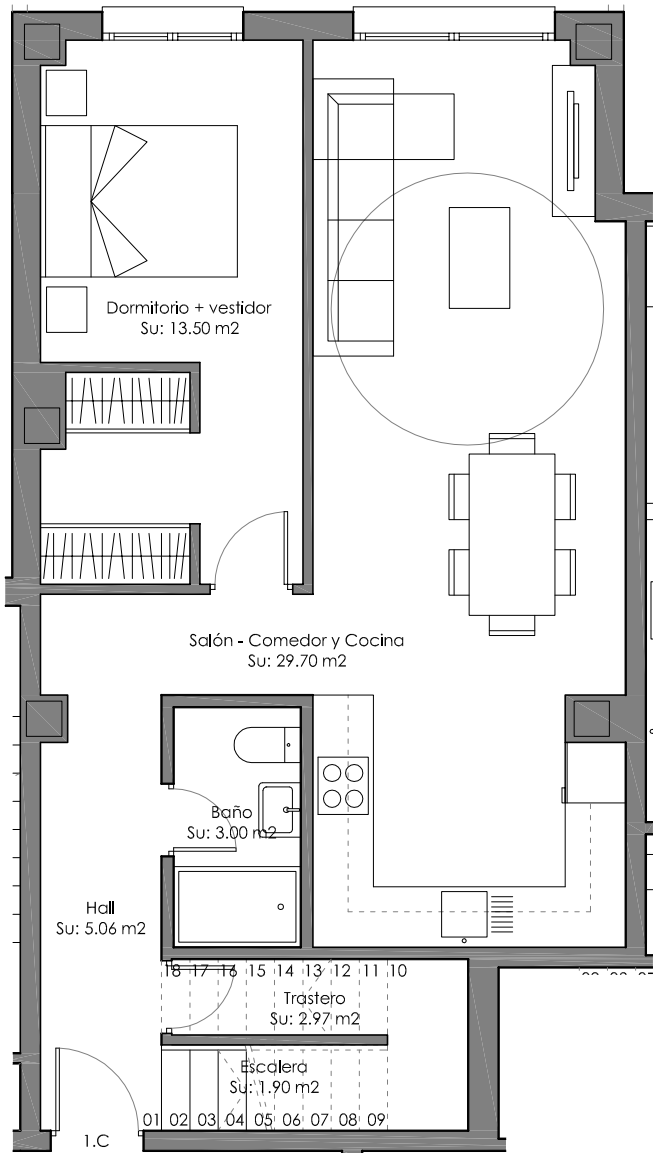 Dormitorio + vestidor
Su: 13.50 m2
Salón - Comedor y Cocina
Su: 29.70 m2
Baño
Su: 3.00 m2
Hall
Su: 5.06 m2
18 17 16 15 14 13 12 11 10
Trastero
Su: 2.97 m2
Escalera
Su: 1.90 m2
01 02 03 04 05 06 07 08 09
1.C